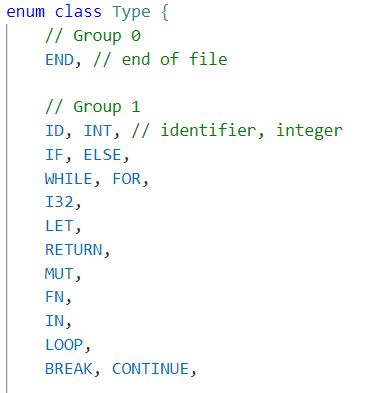 enum class Type {
    // Group 0
    END, // end of file

    // Group 1
    ID, INT, // identifier, integer
    IF, ELSE,
    WHILE, FOR,
    I32,
    LET,
    RETURN,
    MUT,
    FN,
    IN,
    LOOP,
    BREAK, CONTINUE,